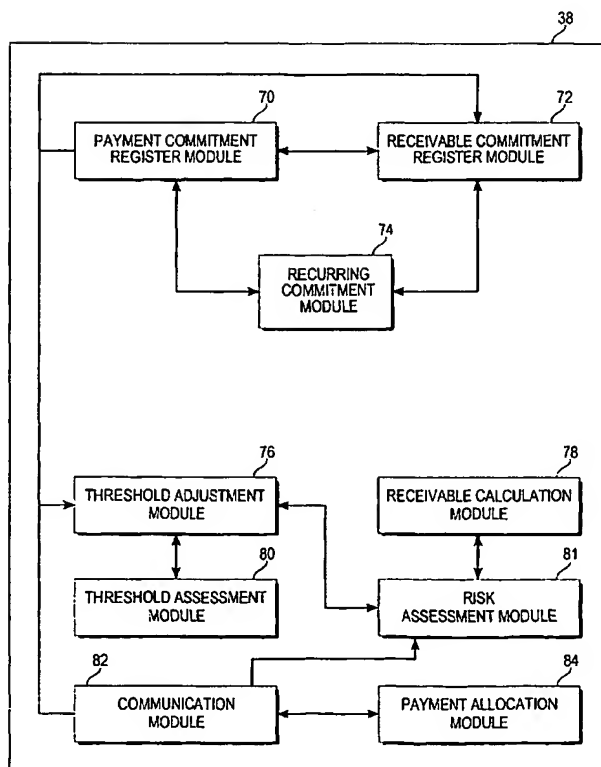 38
70
72
PAYMENT COMMITMENT
REGISTER MODULE
RECEIVABLE COMMITMENT
REGISTER MODULE
74
RECURRING
COMMITMENT
MODULE
76
78
THRESHOLD ADJUSTMENT
MODULE
RECEIVABLE CALCULATION
MODULE
80
81
THRESHOLD ASSESSMENT
MODULE
RISK
ASSESSMENT MODULE
82
84
COMMUNICATION
MODULE
PAYMENT ALLOCATION
MODULE